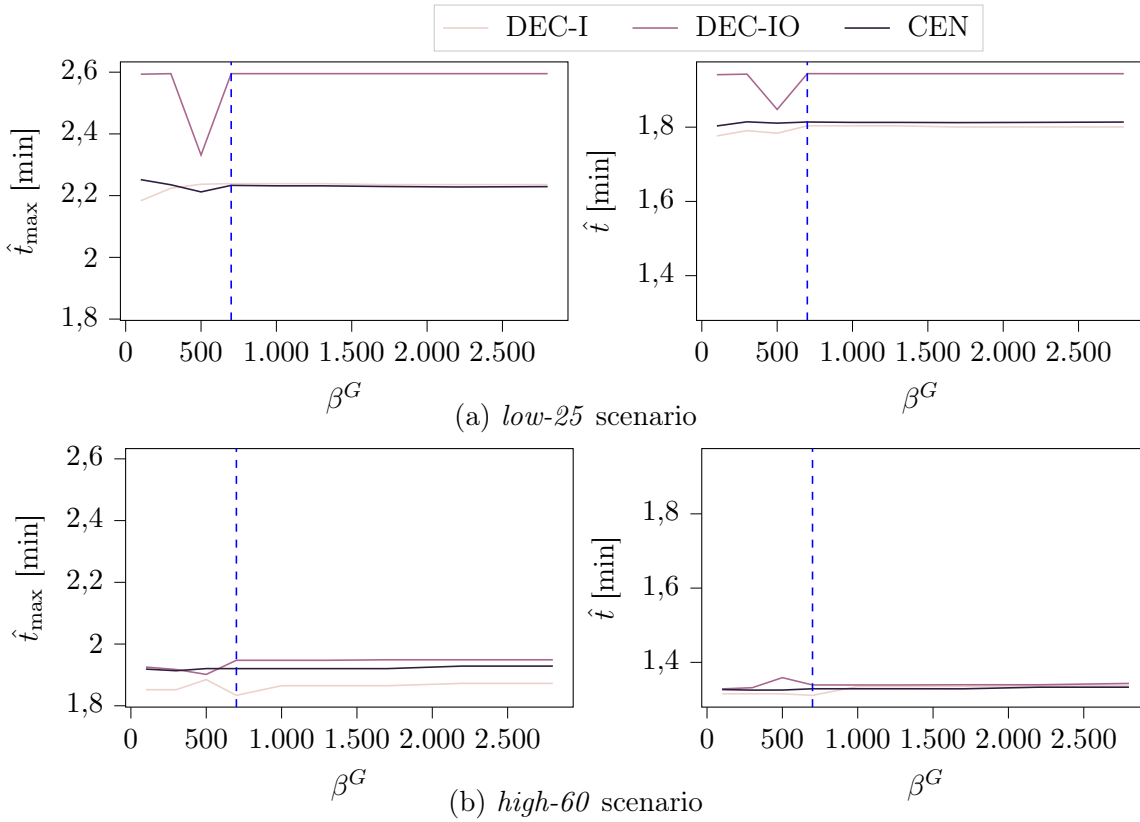 DEC-I DEC-IO CEN
2,6
2,4
2,2
2
1,8
t̂max [min]
0 500 1.000 1.500 2.000 2.500
β^G
1,8
1,6
1,4
t̂ [min]
0 500 1.000 1.500 2.000 2.500
β^G
(a) low-25 scenario
2,6
2,4
2,2
2
1,8
t̂max [min]
0 500 1.000 1.500 2.000 2.500
β^G
1,8
1,6
1,4
t̂ [min]
0 500 1.000 1.500 2.000 2.500
β^G
(b) high-60 scenario